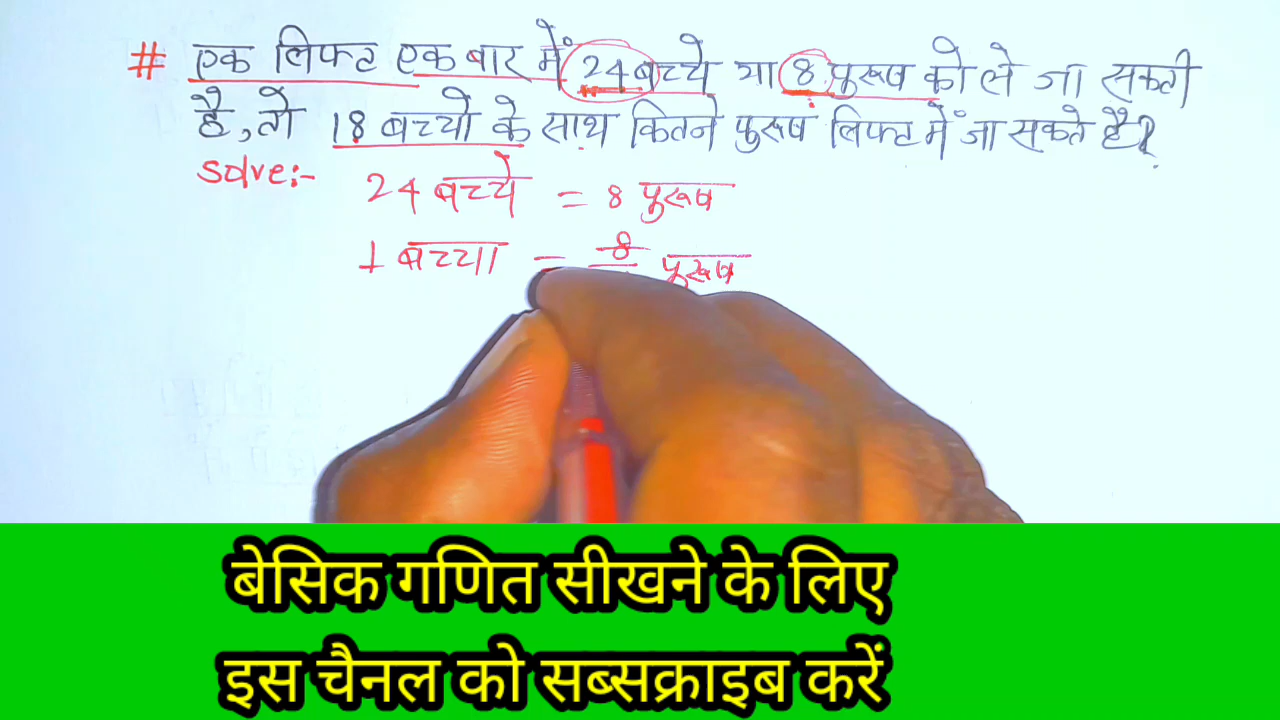 # एक लिफ्ट एक बार में 24 बच्चे या 8 पुरूष को ले जा सकती
है, तो 18 बच्चो के साथ कितने पुरूष लिफ्ट में जा सकते है?
Solve:-
24 बच्चे = 8 पुरूष
1 बच्चा = 8 पुरूष
बेसिक गणित सीखने के लिए
इस चैनल को सब्सक्राइब करें